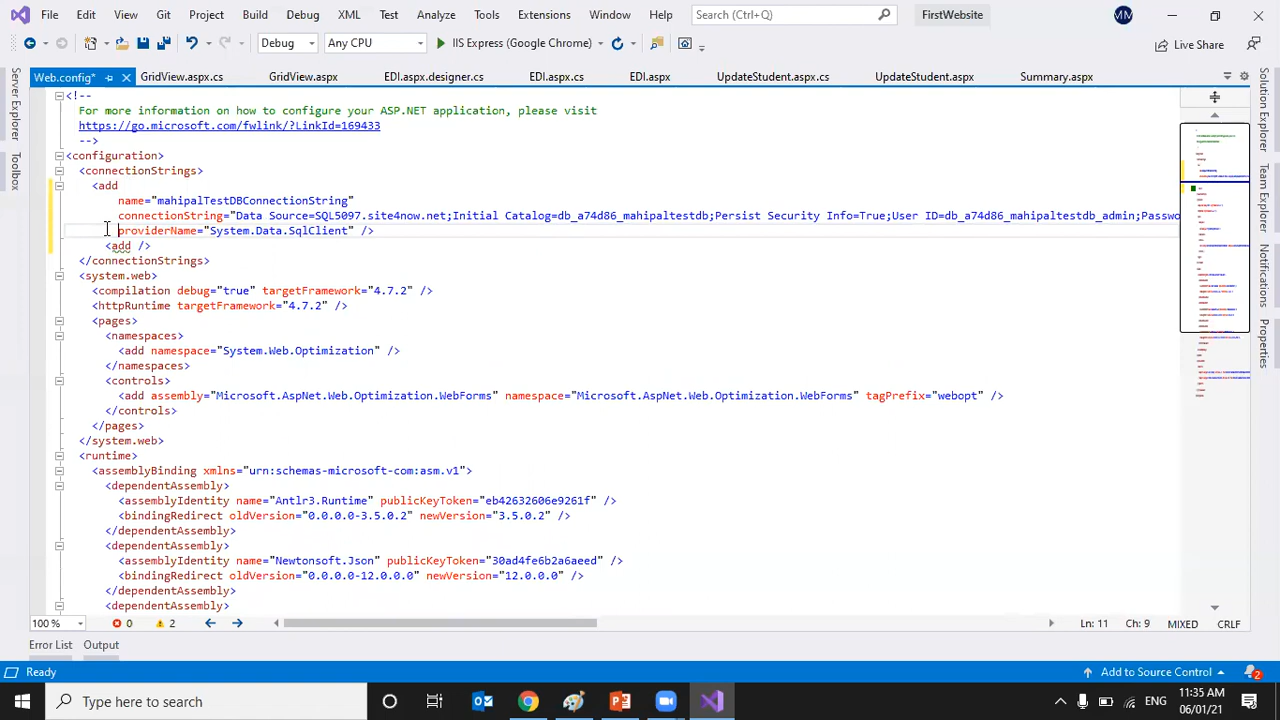 File Edit View Git Project Build Debug XML Test Analyze Tools Extensions Window Help Search (Ctrl+Q) FirstWebsite MM
Debug Any CPU IIS Express (Google Chrome) Live Share
Web.config* GridView.aspx.cs GridView.aspx EDI.aspx.designer.cs EDI.aspx.cs EDI.aspx UpdateStudent.aspx.cs UpdateStudent.aspx Summary.aspx
Server Explorer
Toolbox
<!--
For more information on how to configure your ASP.NET application, please visit
https://go.microsoft.com/fwlink/?LinkId=169433
-->
<configuration>
<connectionStrings>
<add
name="mahipalTestDBConnectionString"
connectionString="Data Source=SQL5097.site4now.net;Initial Catalog=db_a74d86_mahipaltestdb;Persist Security Info=True;User ID=db_a74d86_mahipaltestdb_admin;Passwo
providerName="System.Data.SqlClient" />
<add />
</connectionStrings>
<system.web>
<compilation debug="true" targetFramework="4.7.2" />
<httpRuntime targetFramework="4.7.2" />
<pages>
<namespaces>
<add namespace="System.Web.Optimization" />
</namespaces>
<controls>
<add assembly="Microsoft.AspNet.Web.Optimization.WebForms" namespace="Microsoft.AspNet.Web.Optimization.WebForms" tagPrefix="webopt" />
</controls>
</pages>
</system.web>
<runtime>
<assemblyBinding xmlns="urn:schemas-microsoft-com:asm.v1">
<dependentAssembly>
<assemblyIdentity name="Antlr3.Runtime" publicKeyToken="eb42632606e9261f" />
<bindingRedirect oldVersion="0.0.0.0-3.5.0.2" newVersion="3.5.0.2" />
</dependentAssembly>
<dependentAssembly>
<assemblyIdentity name="Newtonsoft.Json" publicKeyToken="30ad4fe6b2a6aeed" />
<bindingRedirect oldVersion="0.0.0.0-12.0.0.0" newVersion="12.0.0.0" />
</dependentAssembly>
<dependentAssembly>
Solution Explorer
Team Explorer
Notifications
Properties
100 % 0 2 Ln: 11 Ch: 9 MIXED CRLF
Error List Output
Ready Add to Source Control 2
Type here to search ENG 11:35 AM
06/01/21